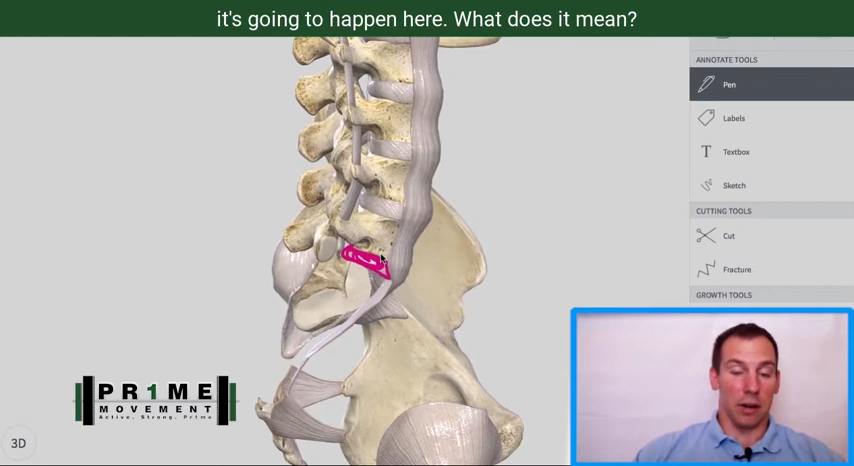 it's going to happen here. What does it mean?
ANNOTATE TOOLS
Pen
Labels
Textbox
Sketch
CUTTING TOOLS
Cut
Fracture
GROWTH TOOLS
PR1ME
MOVEMENT
Active. Strong. Pr1me
3D